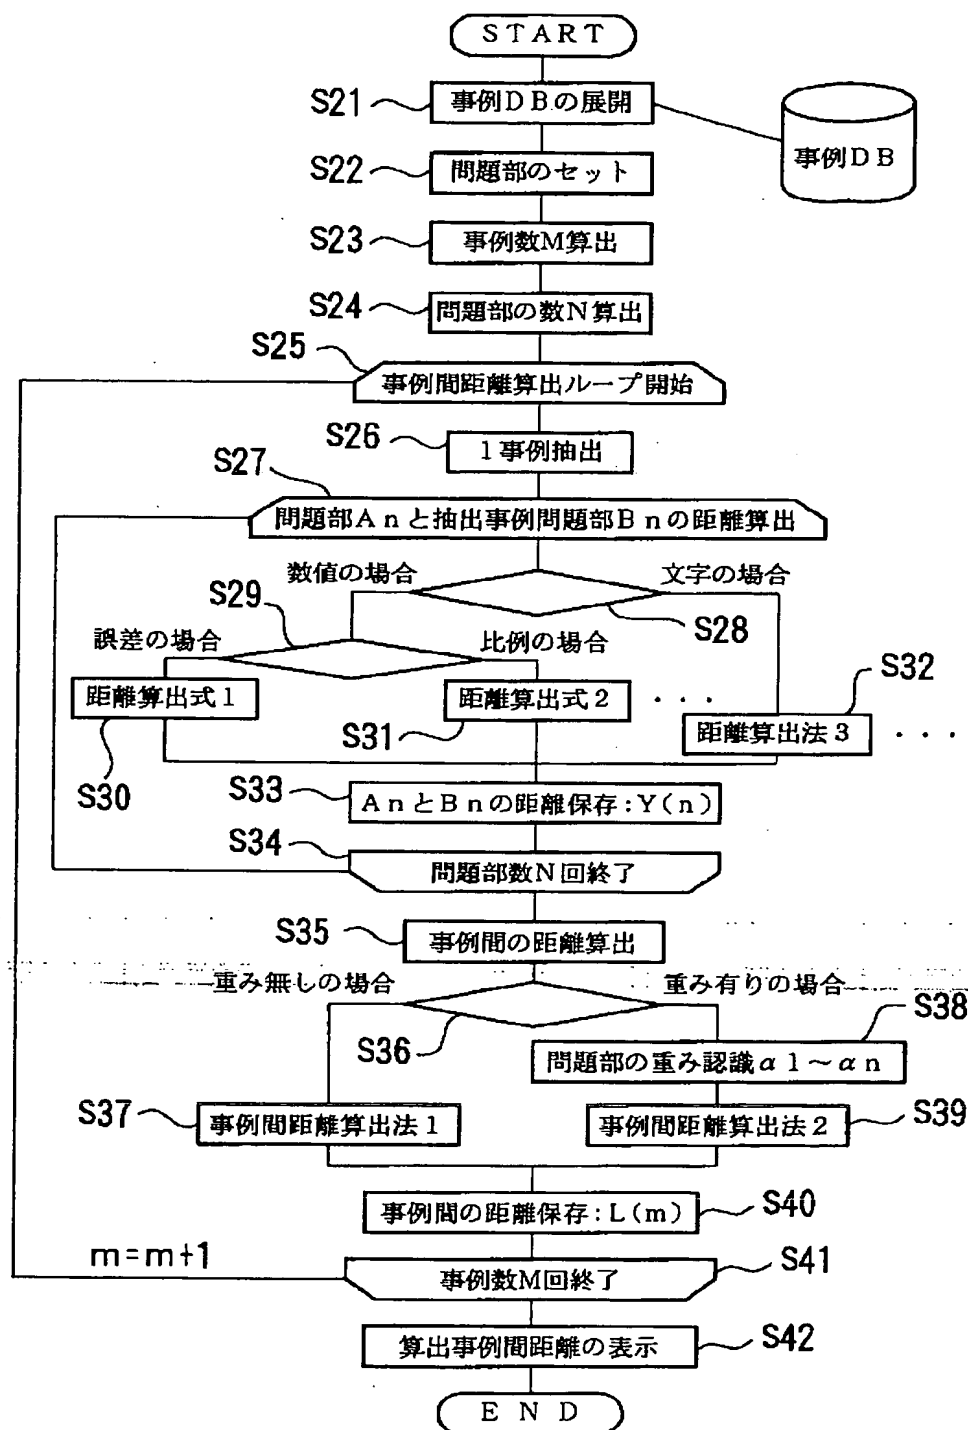 START
S21
事例DBの展開
事例DB
S22
問題部のセット
S23
事例数M算出
S24
問題部の数N算出
S25
事例間距離算出ループ開始
S26
1事例抽出
S27
問題部Anと抽出事例問題部Bnの距離算出
数値の場合
文字の場合
S28
S29
誤差の場合
比例の場合
距離算出式1
S30
距離算出式2
S31
・・・
S32
距離算出法3
・・・
S33
AnとBnの距離保存:Y(n)
S34
問題部数N回終了
S35
事例間の距離算出
重み無しの場合
重み有りの場合
S36
S38
問題部の重み認識α1~αn
S37
事例間距離算出法1
事例間距離算出法2
S39
事例間の距離保存:L(m)
S40
m=m+1
事例数M回終了
S41
算出事例間距離の表示
S42
END